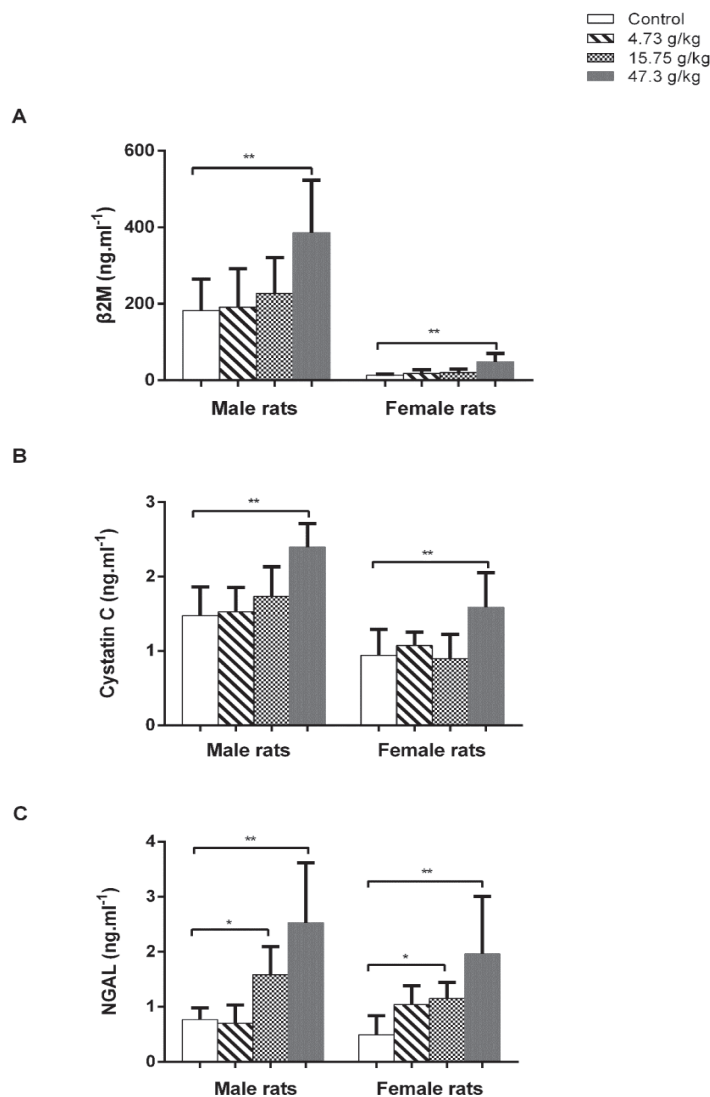 Control
4.73 g/kg
15.75 g/kg
47.3 g/kg
A
600
400
200
0
β2M (ng.ml⁻¹)
**
**
Male rats Female rats
B
3
2
1
0
Cystatin C (ng.ml⁻¹)
**
**
Male rats Female rats
C
4
3
2
1
0
NGAL (ng.ml⁻¹)
**
*
**
*
Male rats Female rats